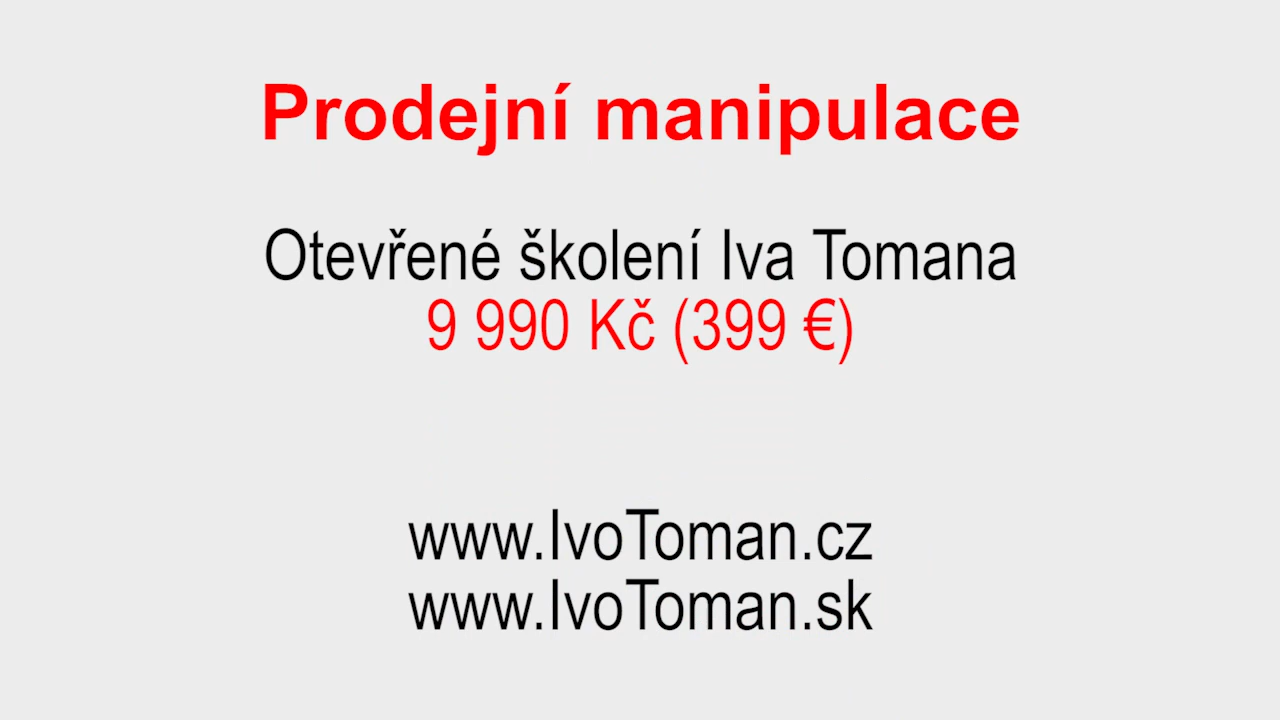 Prodejní manipulace
Otevřené školení Iva Tomana
9 990 Kč (399 €)
www.IvoToman.cz
www.IvoToman.sk